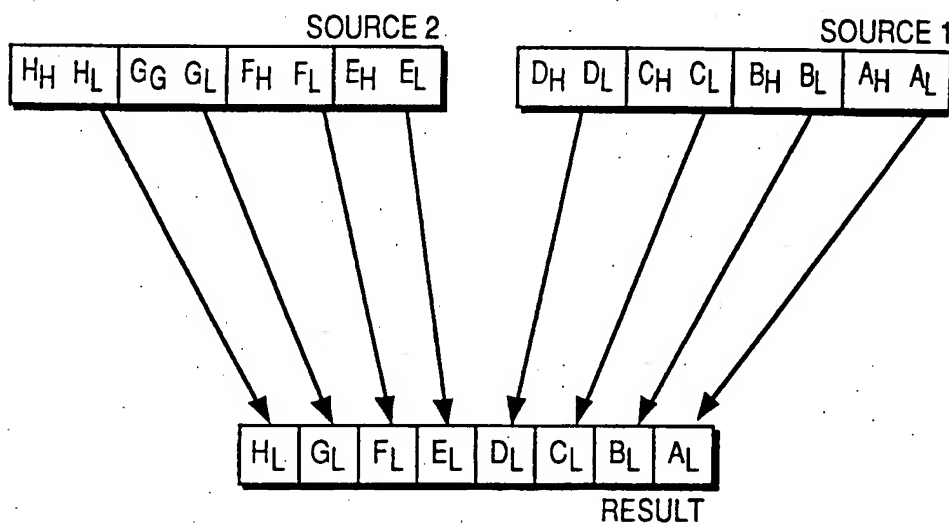 SOURCE 2
SOURCE 1
HH HL GG GL FH FL EH EL
DH DL CH CL BH BL AH AL
HL GL FL EL DL CL BL AL
RESULT